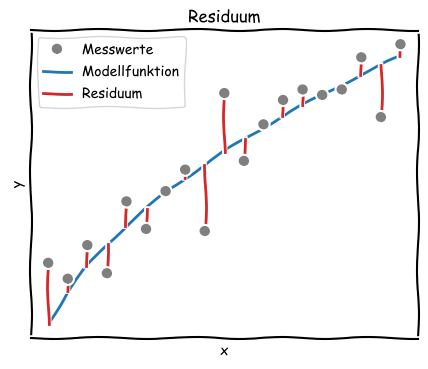 Residuum
Messwerte
Modellfunktion
Residuum
y
x